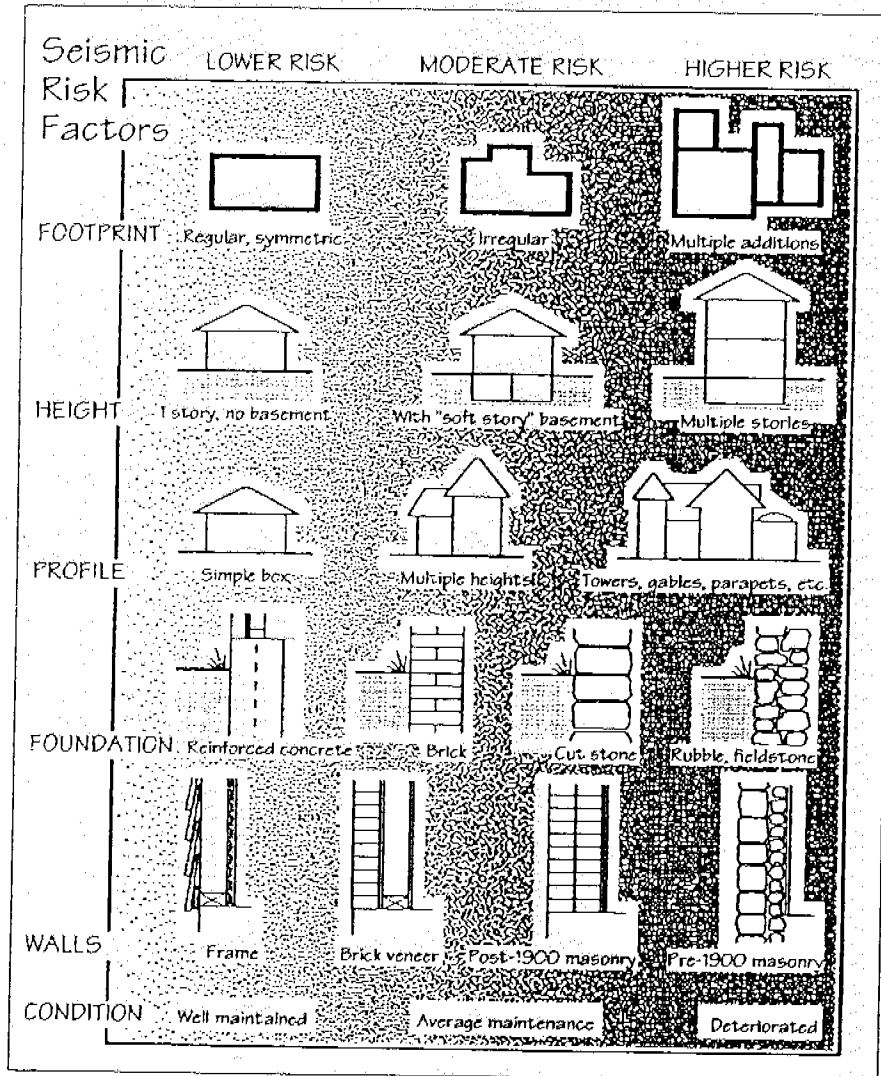 Seismic
Risk
Factors
LOWER RISK MODERATE RISK HIGHER RISK
FOOTPRINT Regular, symmetric Irregular Multiple additions
HEIGHT 1 story, no basement With "soft story" basement Multiple stories
PROFILE Simple box Multiple heights Towers, gables, parapets, etc
FOUNDATION Reinforced concrete Brick Cut stone Rubble, fieldstone
WALLS Frame Brick veneer Post-1900 masonry Pre-1900 masonry
CONDITION Well maintained Average maintenance Deteriorated